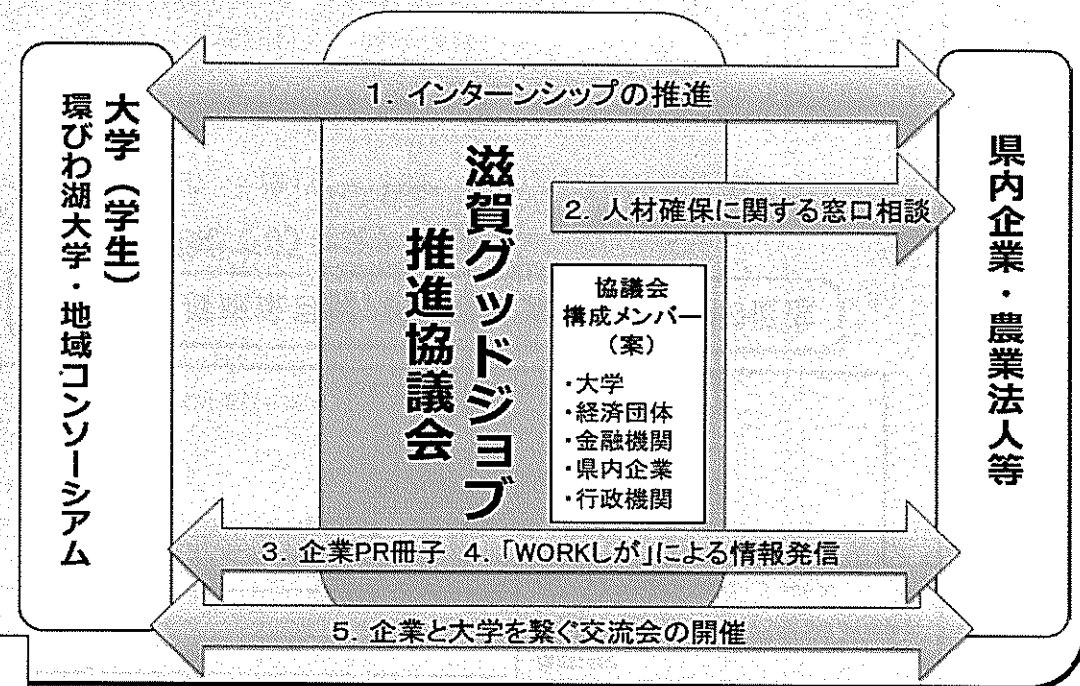 1. インターンシップの推進
大学(学生)
環びわ湖大学・地域コンソーシアム
滋賀グッドジョブ
推進協議会
2. 人材確保に関する窓口相談
協議会
構成メンバー
(案)
・大学
・経済団体
・金融機関
・県内企業
・行政機関
県内企業・農業法人等
3. 企業PR冊子 4. 「WORKしが」による情報発信
5. 企業と大学を繋ぐ交流会の開催